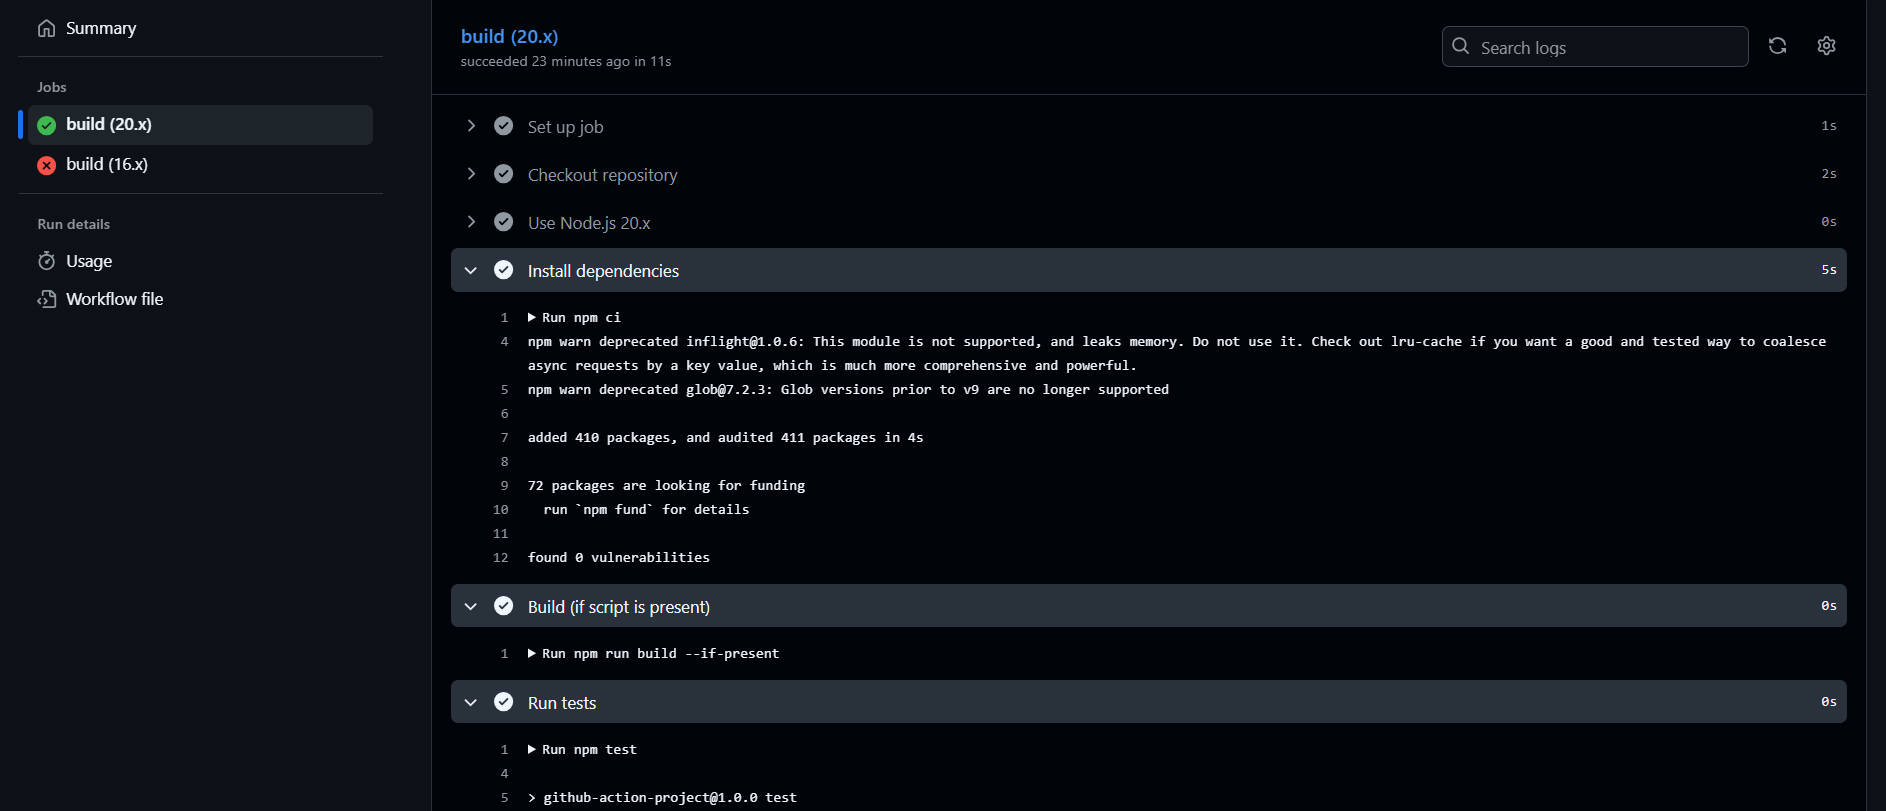 Summary
Jobs
build (20.x)
build (16.x)
Run details
Usage
Workflow file
build (20.x)
succeeded 23 minutes ago in 11s
Search logs
Set up job 1s
Checkout repository 2s
Use Node.js 20.x 0s
Install dependencies 5s
1 Run npm ci
4 npm warn deprecated inflight@1.0.6: This module is not supported, and leaks memory. Do not use it. Check out lru-cache if you want a good and tested way to coalesce
async requests by a key value, which is much more comprehensive and powerful.
5 npm warn deprecated glob@7.2.3: Glob versions prior to v9 are no longer supported
6
7 added 410 packages, and audited 411 packages in 4s
8
9 72 packages are looking for funding
10 run `npm fund` for details
11
12 found 0 vulnerabilities
Build (if script is present) 0s
1 Run npm run build --if-present
Run tests 0s
1 Run npm test
4
5 > github-action-project@1.0.0 test